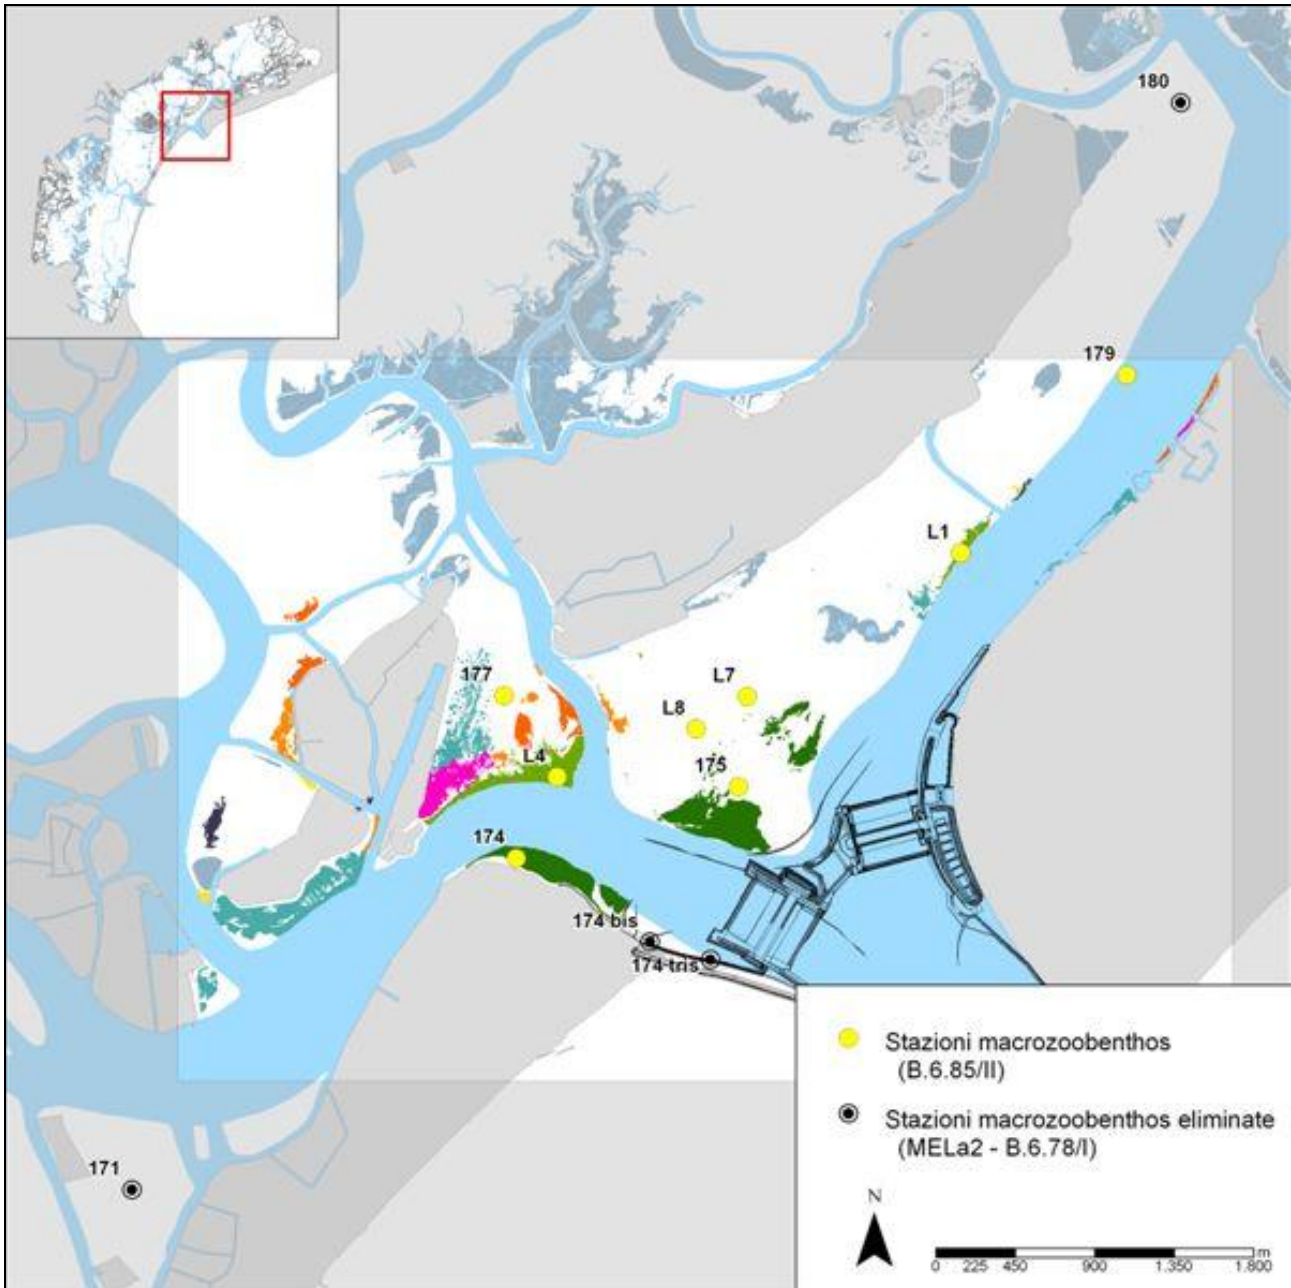 180
179
L1
177
L7
L8
L4
175
174
174 bis
174 tris
171
Stazioni macrozoobenthos
(B.6.85/II)
Stazioni macrozoobenthos eliminate
(MELa2 - B.6.78/I)
N
m
0 225 450 900 1.350 1.800